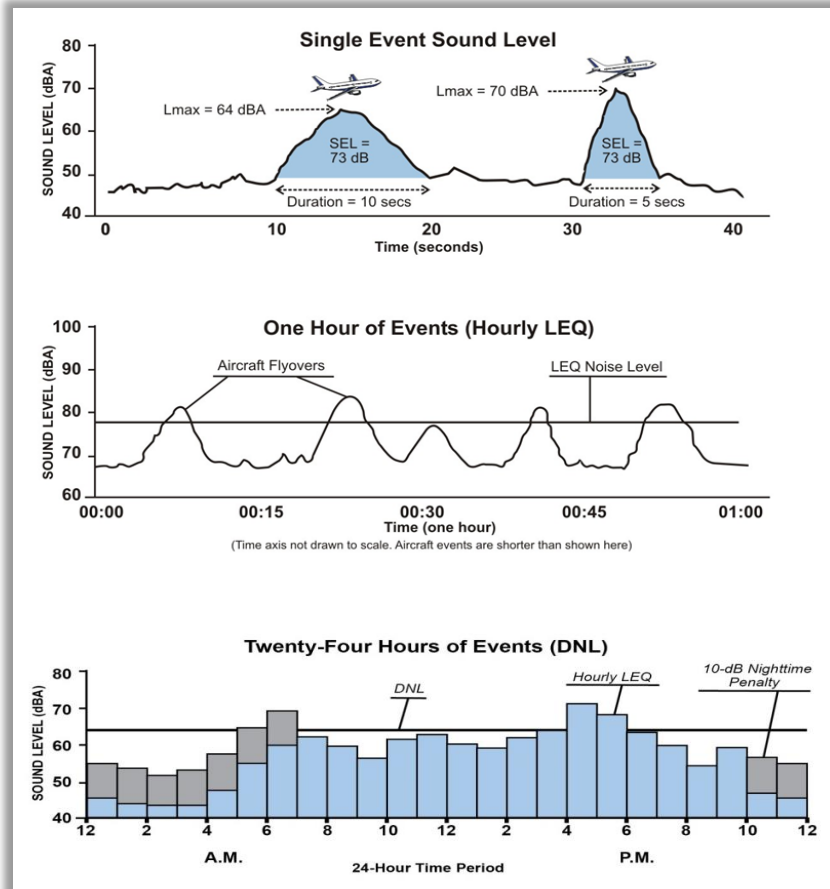 Single Event Sound Level
80
70
60
50
40
SOUND LEVEL (dBA)
Lmax = 64 dBA
Lmax = 70 dBA
SEL =
73 dB
SEL =
73 dB
Duration = 10 secs
Duration = 5 secs
0 10 20 30 40
Time (seconds)
One Hour of Events (Hourly LEQ)
100
90
80
70
60
SOUND LEVEL (dBA)
Aircraft Flyovers
LEQ Noise Level
00:00 00:15 00:30 00:45 01:00
Time (one hour)
(Time axis not drawn to scale. Aircraft events are shorter than shown here)
Twenty-Four Hours of Events (DNL)
80
70
60
50
40
SOUND LEVEL (dBA)
DNL
Hourly LEQ
10-dB Nighttime
Penalty
12 2 4 6 8 10 12 2 4 6 8 10 12
A.M. P.M.
24-Hour Time Period